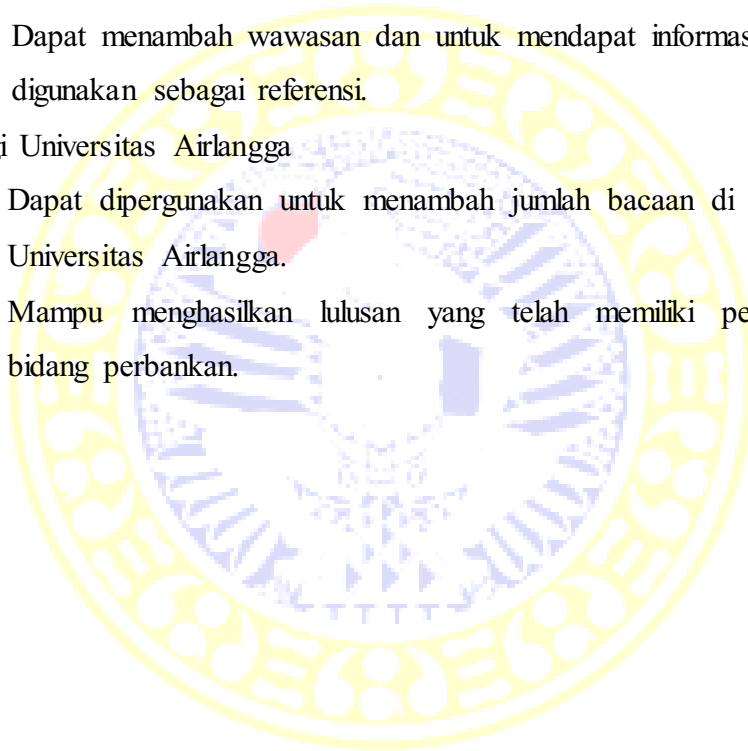 Dapat menambah wawasan dan untuk mendapat informas
digunakan sebagai referensi.
i Universitas Airlangga
Dapat dipergunakan untuk menambah jumlah bacaan di
Universitas Airlangga.
Mampu menghasilkan lulusan yang telah memiliki pe
bidang perbankan.